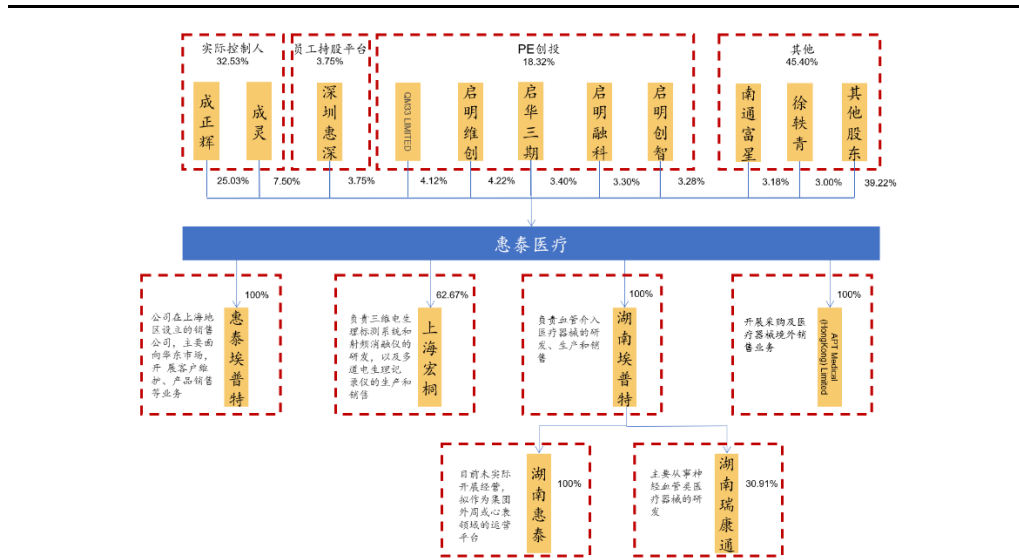 实际控制人
32.53%
员工持股平台
3.75%
PE创投
18.32%
其他
45.40%
成正辉
成灵
深圳惠深
QM33 LIMITED
启明维创
启华三期
启明融科
启明创智
南通富星
徐轶青
其他股东
25.03%
7.50%
3.75%
4.12%
4.22%
3.40%
3.30%
3.28%
3.18%
3.00%
39.22%
惠泰医疗
100%
公司在上海地
区设立的销售
公司，主要面
向华东市场，
开 展客户维
护、产品销售
等业务
惠泰埃普特
62.67%
负责三维电生
理标测系统和
射频消融仪的
研发，以及多
道电生理记
录仪的生产和
销售
上海宏桐
100%
负责血管介入
医疗器械的研
发、生产和销
售
湖南埃普特
100%
开展采购及医
疗器械境外销
售业务
APT Medical
(HongKong) Limited
目前未实际
开展经营，
拟作为集团
外周或心衰
领域的运营
平台
湖南惠泰
100%
主要从事神
经血管类医
疗器械的研
发
湖南瑞康通
30.91%